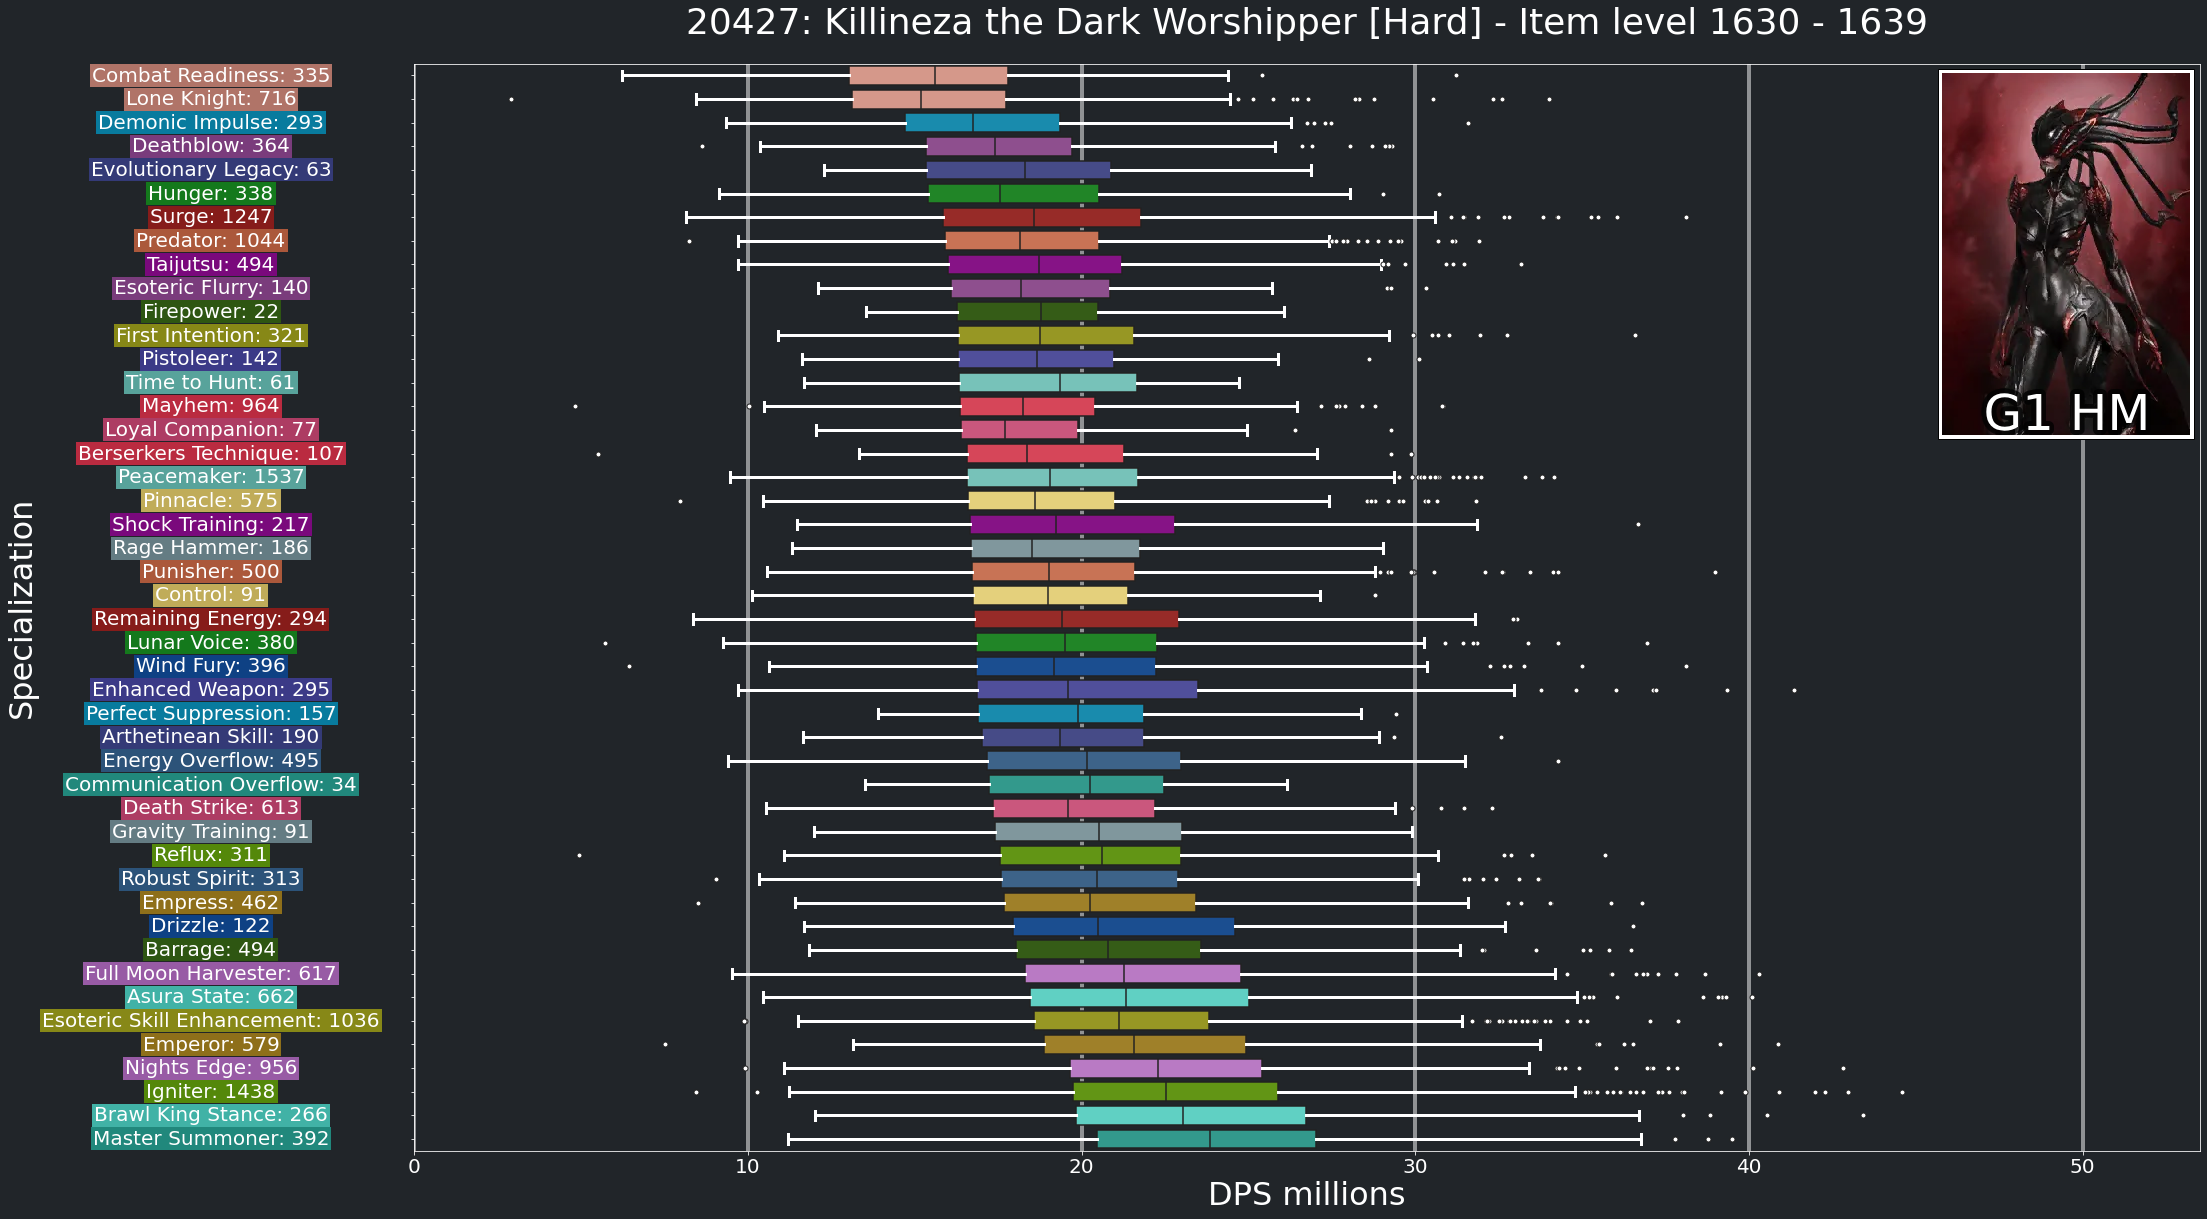 20427: Killineza the Dark Worshipper [Hard] - Item level 1630 - 1639
Combat Readiness: 335
Lone Knight: 716
Demonic Impulse: 293
Deathblow: 364
Evolutionary Legacy: 63
Hunger: 338
Surge: 1247
Predator: 1044
Taijutsu: 494
Esoteric Flurry: 140
Firepower: 22
First Intention: 321
Pistoleer: 142
Time to Hunt: 61
Mayhem: 964
Loyal Companion: 77
Berserkers Technique: 107
Peacemaker: 1537
Pinnacle: 575
Shock Training: 217
Rage Hammer: 186
Punisher: 500
Control: 91
Remaining Energy: 294
Lunar Voice: 380
Wind Fury: 396
Enhanced Weapon: 295
Perfect Suppression: 157
Arthetinean Skill: 190
Energy Overflow: 495
Communication Overflow: 34
Death Strike: 613
Gravity Training: 91
Reflux: 311
Robust Spirit: 313
Empress: 462
Drizzle: 122
Barrage: 494
Full Moon Harvester: 617
Asura State: 662
Esoteric Skill Enhancement: 1036
Emperor: 579
Nights Edge: 956
Igniter: 1438
Brawl King Stance: 266
Master Summoner: 392
Specialization
G1 HM
0 10 20 30 40 50
DPS millions